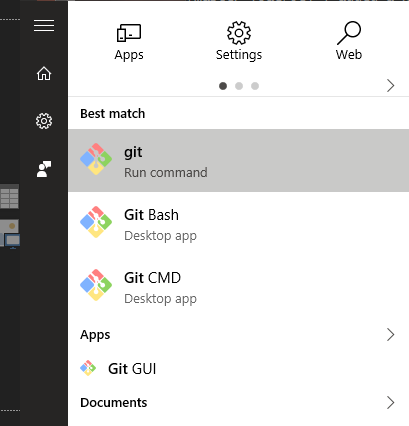 Apps
Settings
Web
Best match
git
Run command
Git Bash
Desktop app
Git CMD
Desktop app
Apps
Git GUI
Documents